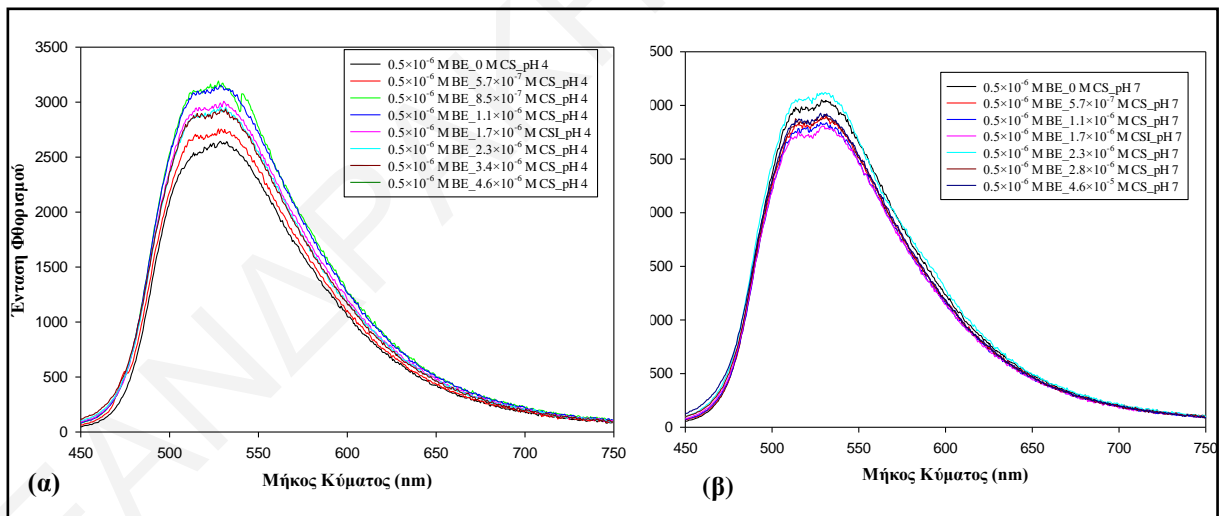 3500
3000
2500
2000
1500
1000
500
0
Ένταση Φθορισμού
0.5×10⁻⁶ M BE_0 M CS_pH 4
0.5×10⁻⁶ M BE_5.7×10⁻⁷ M CS_pH 4
0.5×10⁻⁶ M BE_8.5×10⁻⁷ M CS_pH 4
0.5×10⁻⁶ M BE_1.1×10⁻⁶ M CS_pH 4
0.5×10⁻⁶ M BE_1.7×10⁻⁶ M CSI_pH 4
0.5×10⁻⁶ M BE_2.3×10⁻⁶ M CS_pH 4
0.5×10⁻⁶ M BE_3.4×10⁻⁶ M CS_pH 4
0.5×10⁻⁶ M BE_4.6×10⁻⁶ M CS_pH 4
450 500 550 600 650 700 750
Μήκος Κύματος (nm)
(α)
500
000
500
000
500
000
500
0
0.5×10⁻⁶ M BE_0 M CS_pH 7
0.5×10⁻⁶ M BE_5.7×10⁻⁷ M CS_pH 7
0.5×10⁻⁶ M BE_1.1×10⁻⁶ M CS_pH 7
0.5×10⁻⁶ M BE_1.7×10⁻⁶ M CSI_pH 7
0.5×10⁻⁶ M BE_2.3×10⁻⁶ M CS_pH 7
0.5×10⁻⁶ M BE_2.8×10⁻⁶ M CS_pH 7
0.5×10⁻⁶ M BE_4.6×10⁻⁵ M CS_pH 7
450 500 550 600 650 700 750
Μήκος Κύματος (nm)
(β)